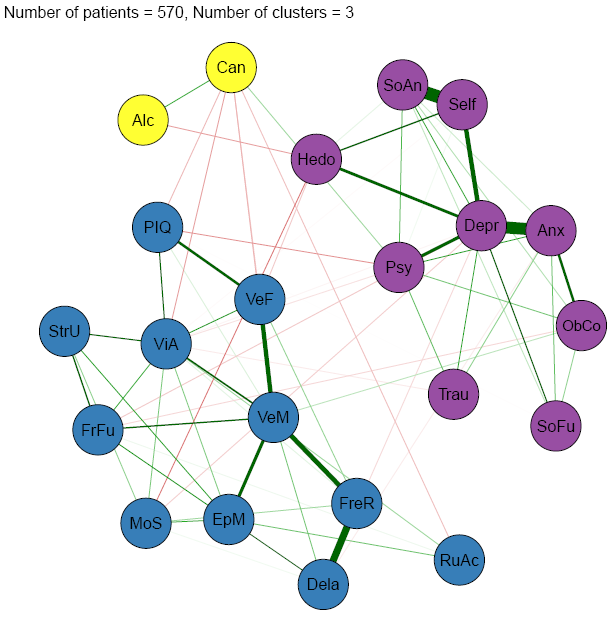 Number of patients = 570, Number of clusters = 3
Can
SoAn
Self
Alc
Hedo
PIQ
Depr
Anx
Psy
VeF
StrU
ViA
ObCo
Trau
FrFu
VeM
SoFu
MoS
EpM
FreR
RuAc
Dela